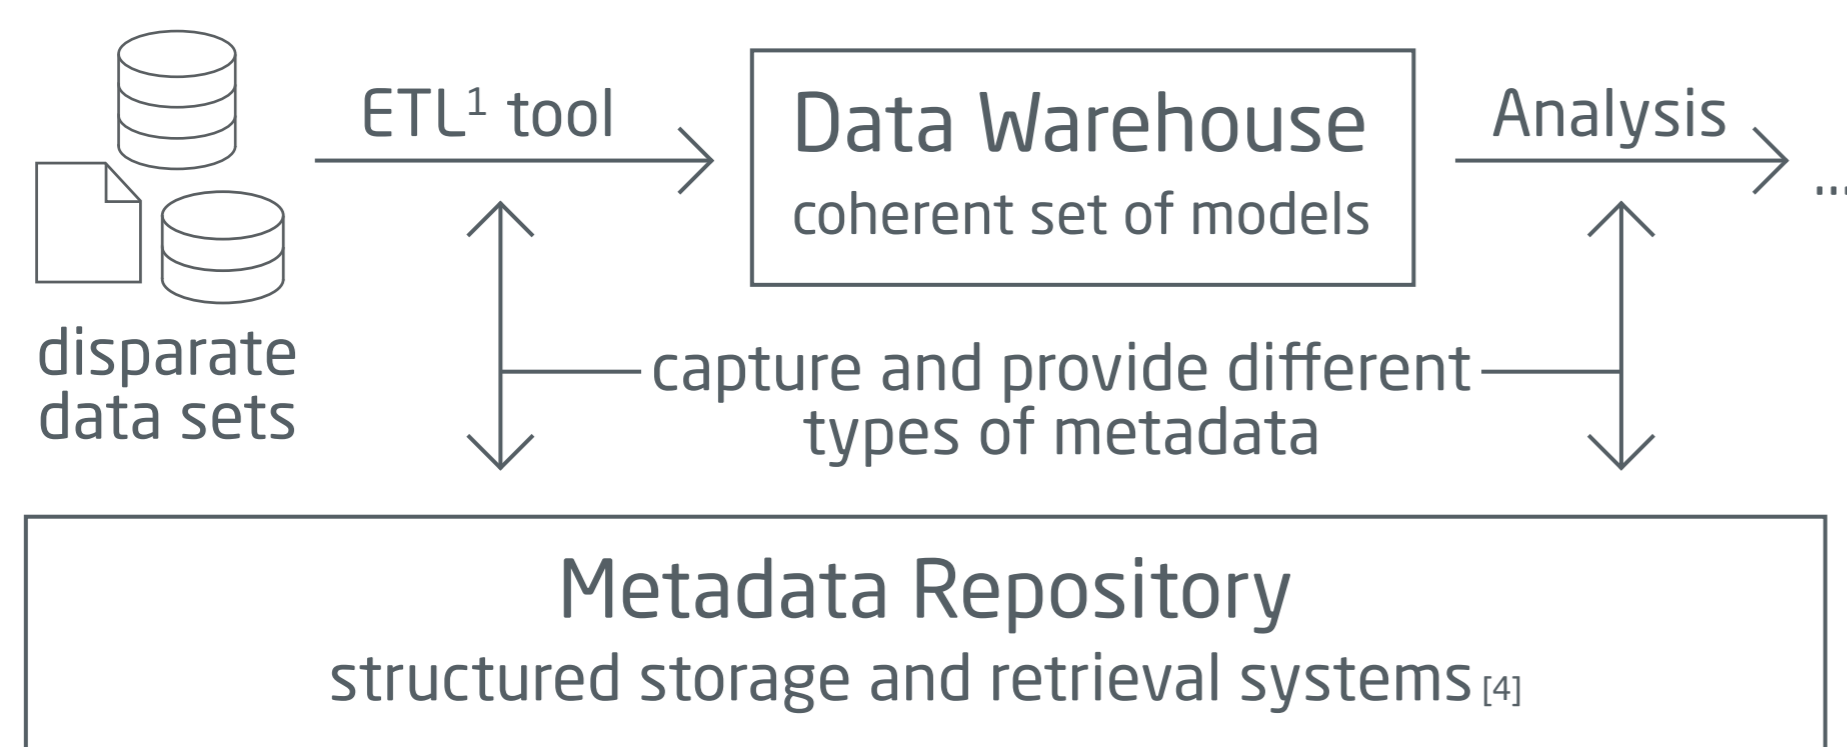 ETL¹ tool
Data Warehouse
coherent set of models
Analysis
...
disparate
data sets
capture and provide different
types of metadata
Metadata Repository
structured storage and retrieval systems [4]